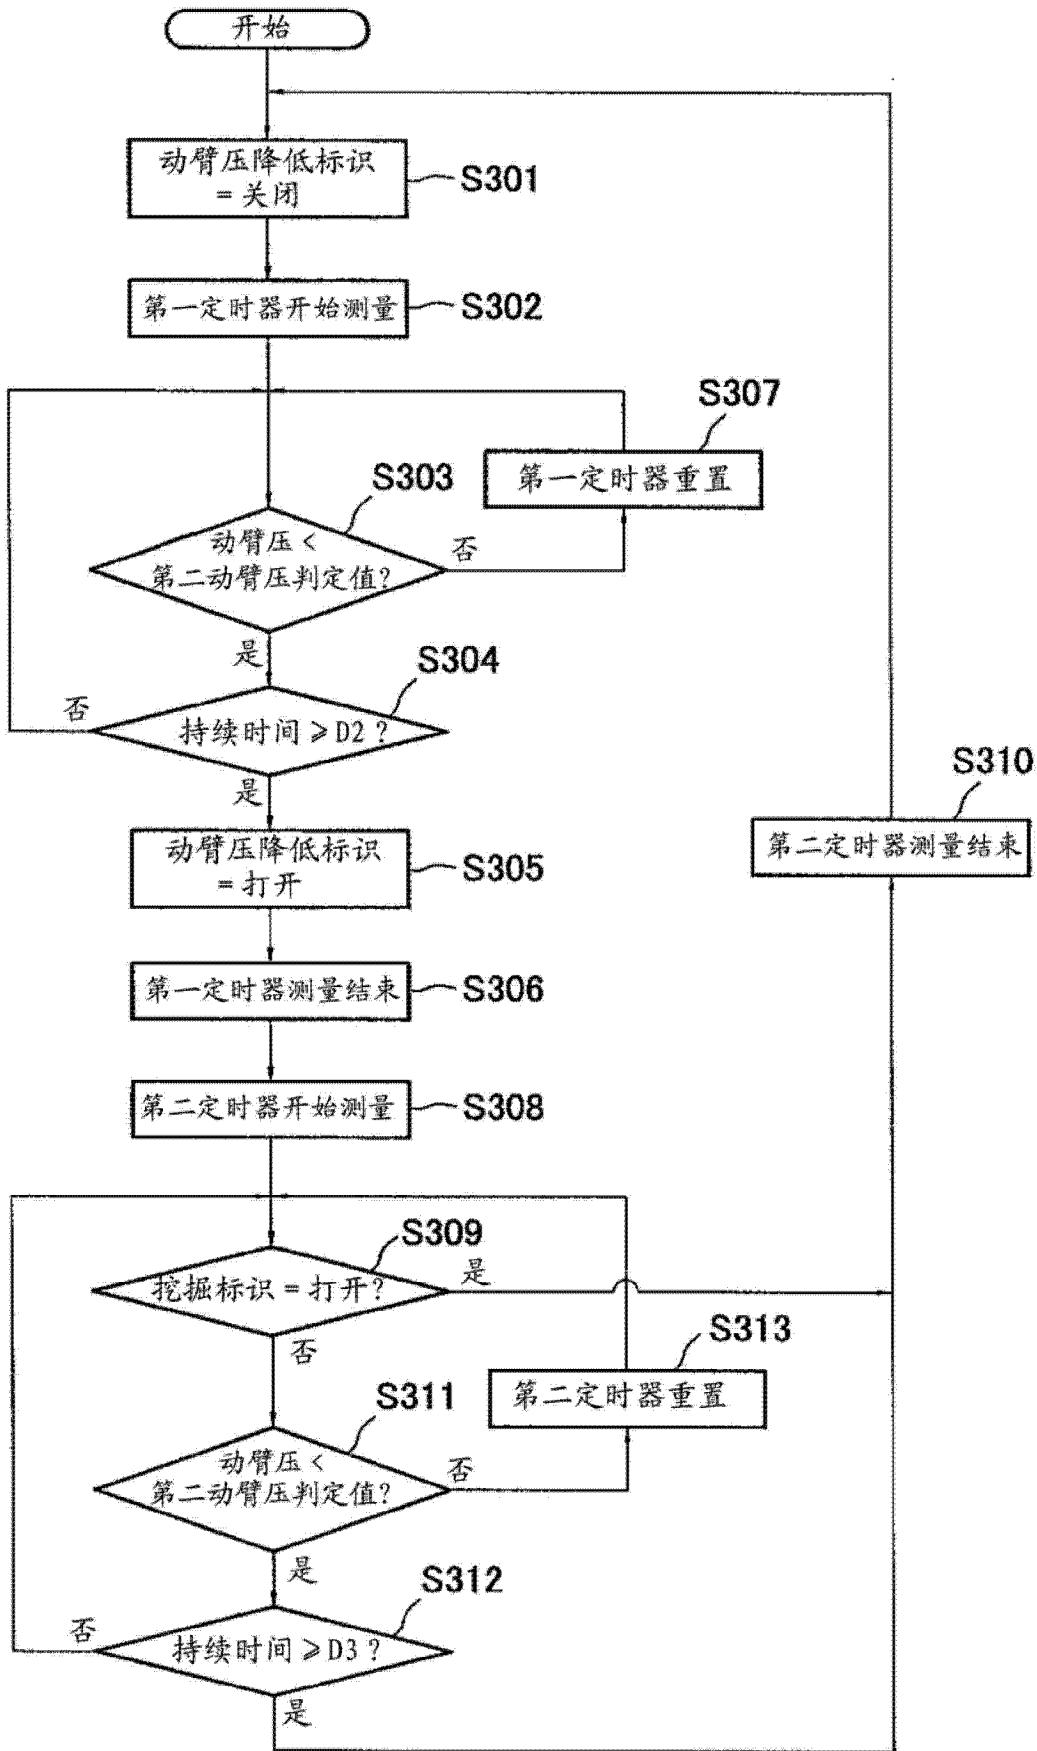 开始
动臂压降低标识
=关闭
S301
第一定时器开始测量
S302
S307
第一定时器重置
S303
动臂压<
第二动臂压判定值?
否
是
S304
否
持续时间≥D2?
是
S310
第二定时器测量结束
动臂压降低标识
=打开
S305
第一定时器测量结束
S306
第二定时器开始测量
S308
S309
挖掘标识=打开?
是
否
S313
第二定时器重置
S311
动臂压<
第二动臂压判定值?
否
是
S312
否
持续时间≥D3?
是